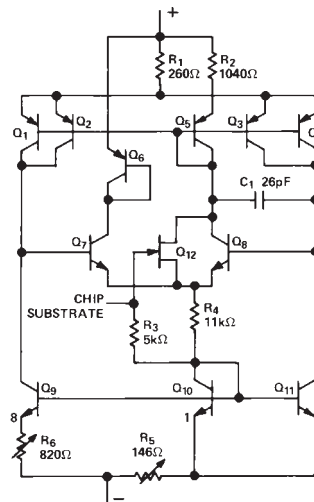 +
R1
260Ω
R2
1040Ω
Q1
Q2
Q5
Q3
Q
Q6
C1 26pF
Q7
Q12
Q8
CHIP
SUBSTRATE
R3
5kΩ
R4
11kΩ
Q9
Q10
Q11
8
1
R6
820Ω
R5
146Ω
−